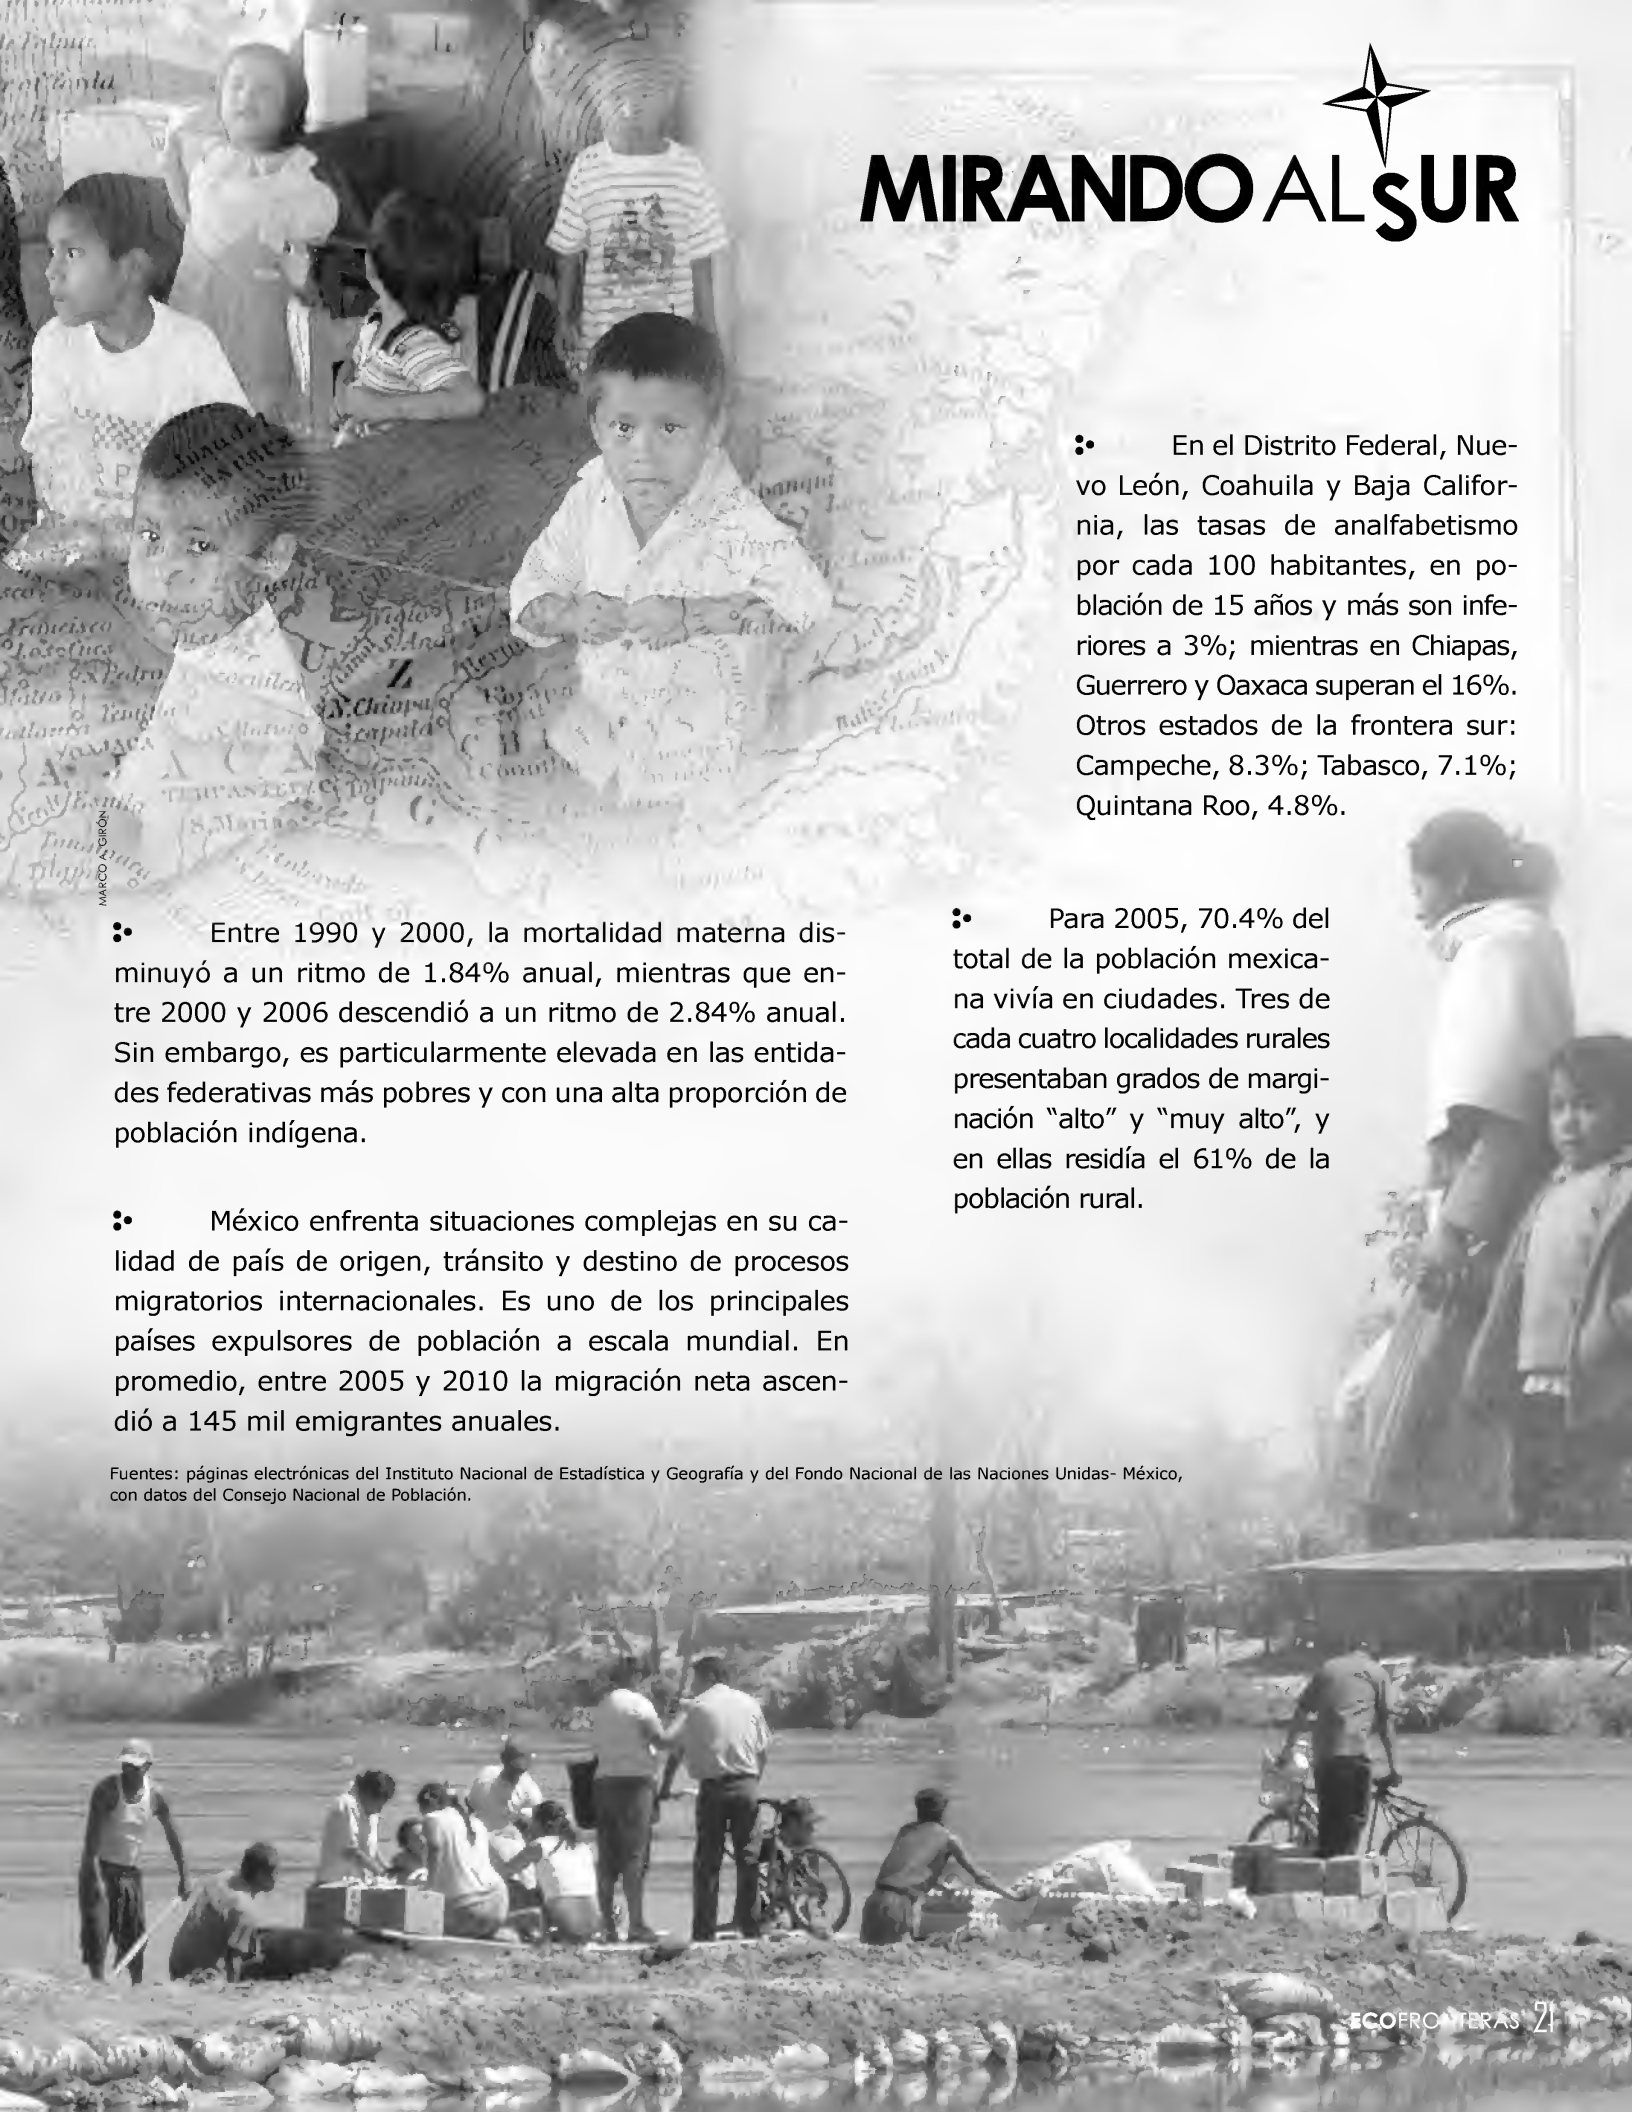 MIRANDO AL SUR
En el Distrito Federal, Nue-
vo León, Coahuila y Baja Califor-
nia, las tasas de analfabetismo
por cada 100 habitantes, en po-
blación de 15 años y más son infe-
riores a 3%; mientras en Chiapas,
Guerrero y Oaxaca superan el 16%.
Otros estados de la frontera sur:
Campeche, 8.3%; Tabasco, 7.1%;
Quintana Roo, 4.8%.
MARCO A. GIRÓN
Entre 1990 y 2000, la mortalidad materna dis-
minuyó a un ritmo de 1.84% anual, mientras que en-
tre 2000 y 2006 descendió a un ritmo de 2.84% anual.
Sin embargo, es particularmente elevada en las entida-
des federativas más pobres y con una alta proporción de
población indígena.
México enfrenta situaciones complejas en su ca-
lidad de país de origen, tránsito y destino de procesos
migratorios internacionales. Es uno de los principales
países expulsores de población a escala mundial. En
promedio, entre 2005 y 2010 la migración neta ascen-
dió a 145 mil emigrantes anuales.
Para 2005, 70.4% del
total de la población mexica-
na vivía en ciudades. Tres de
cada cuatro localidades rurales
presentaban grados de margi-
nación “alto” y “muy alto”, y
en ellas residía el 61% de la
población rural.
Fuentes: páginas electrónicas del Instituto Nacional de Estadística y Geografía y del Fondo Nacional de las Naciones Unidas- México,
con datos del Consejo Nacional de Población.
ECOFRONTERAS 21